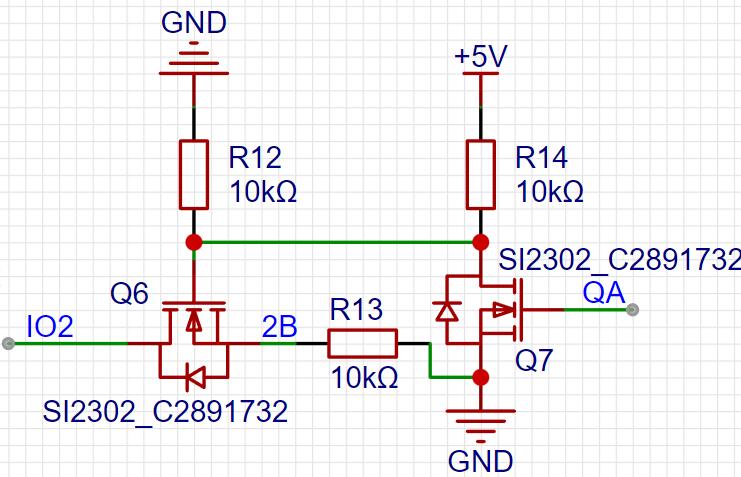 GND
+5V
R12
10kΩ
R14
10kΩ
SI2302_C2891732
Q6
QA
IO2
2B
R13
10kΩ
Q7
SI2302_C2891732
GND